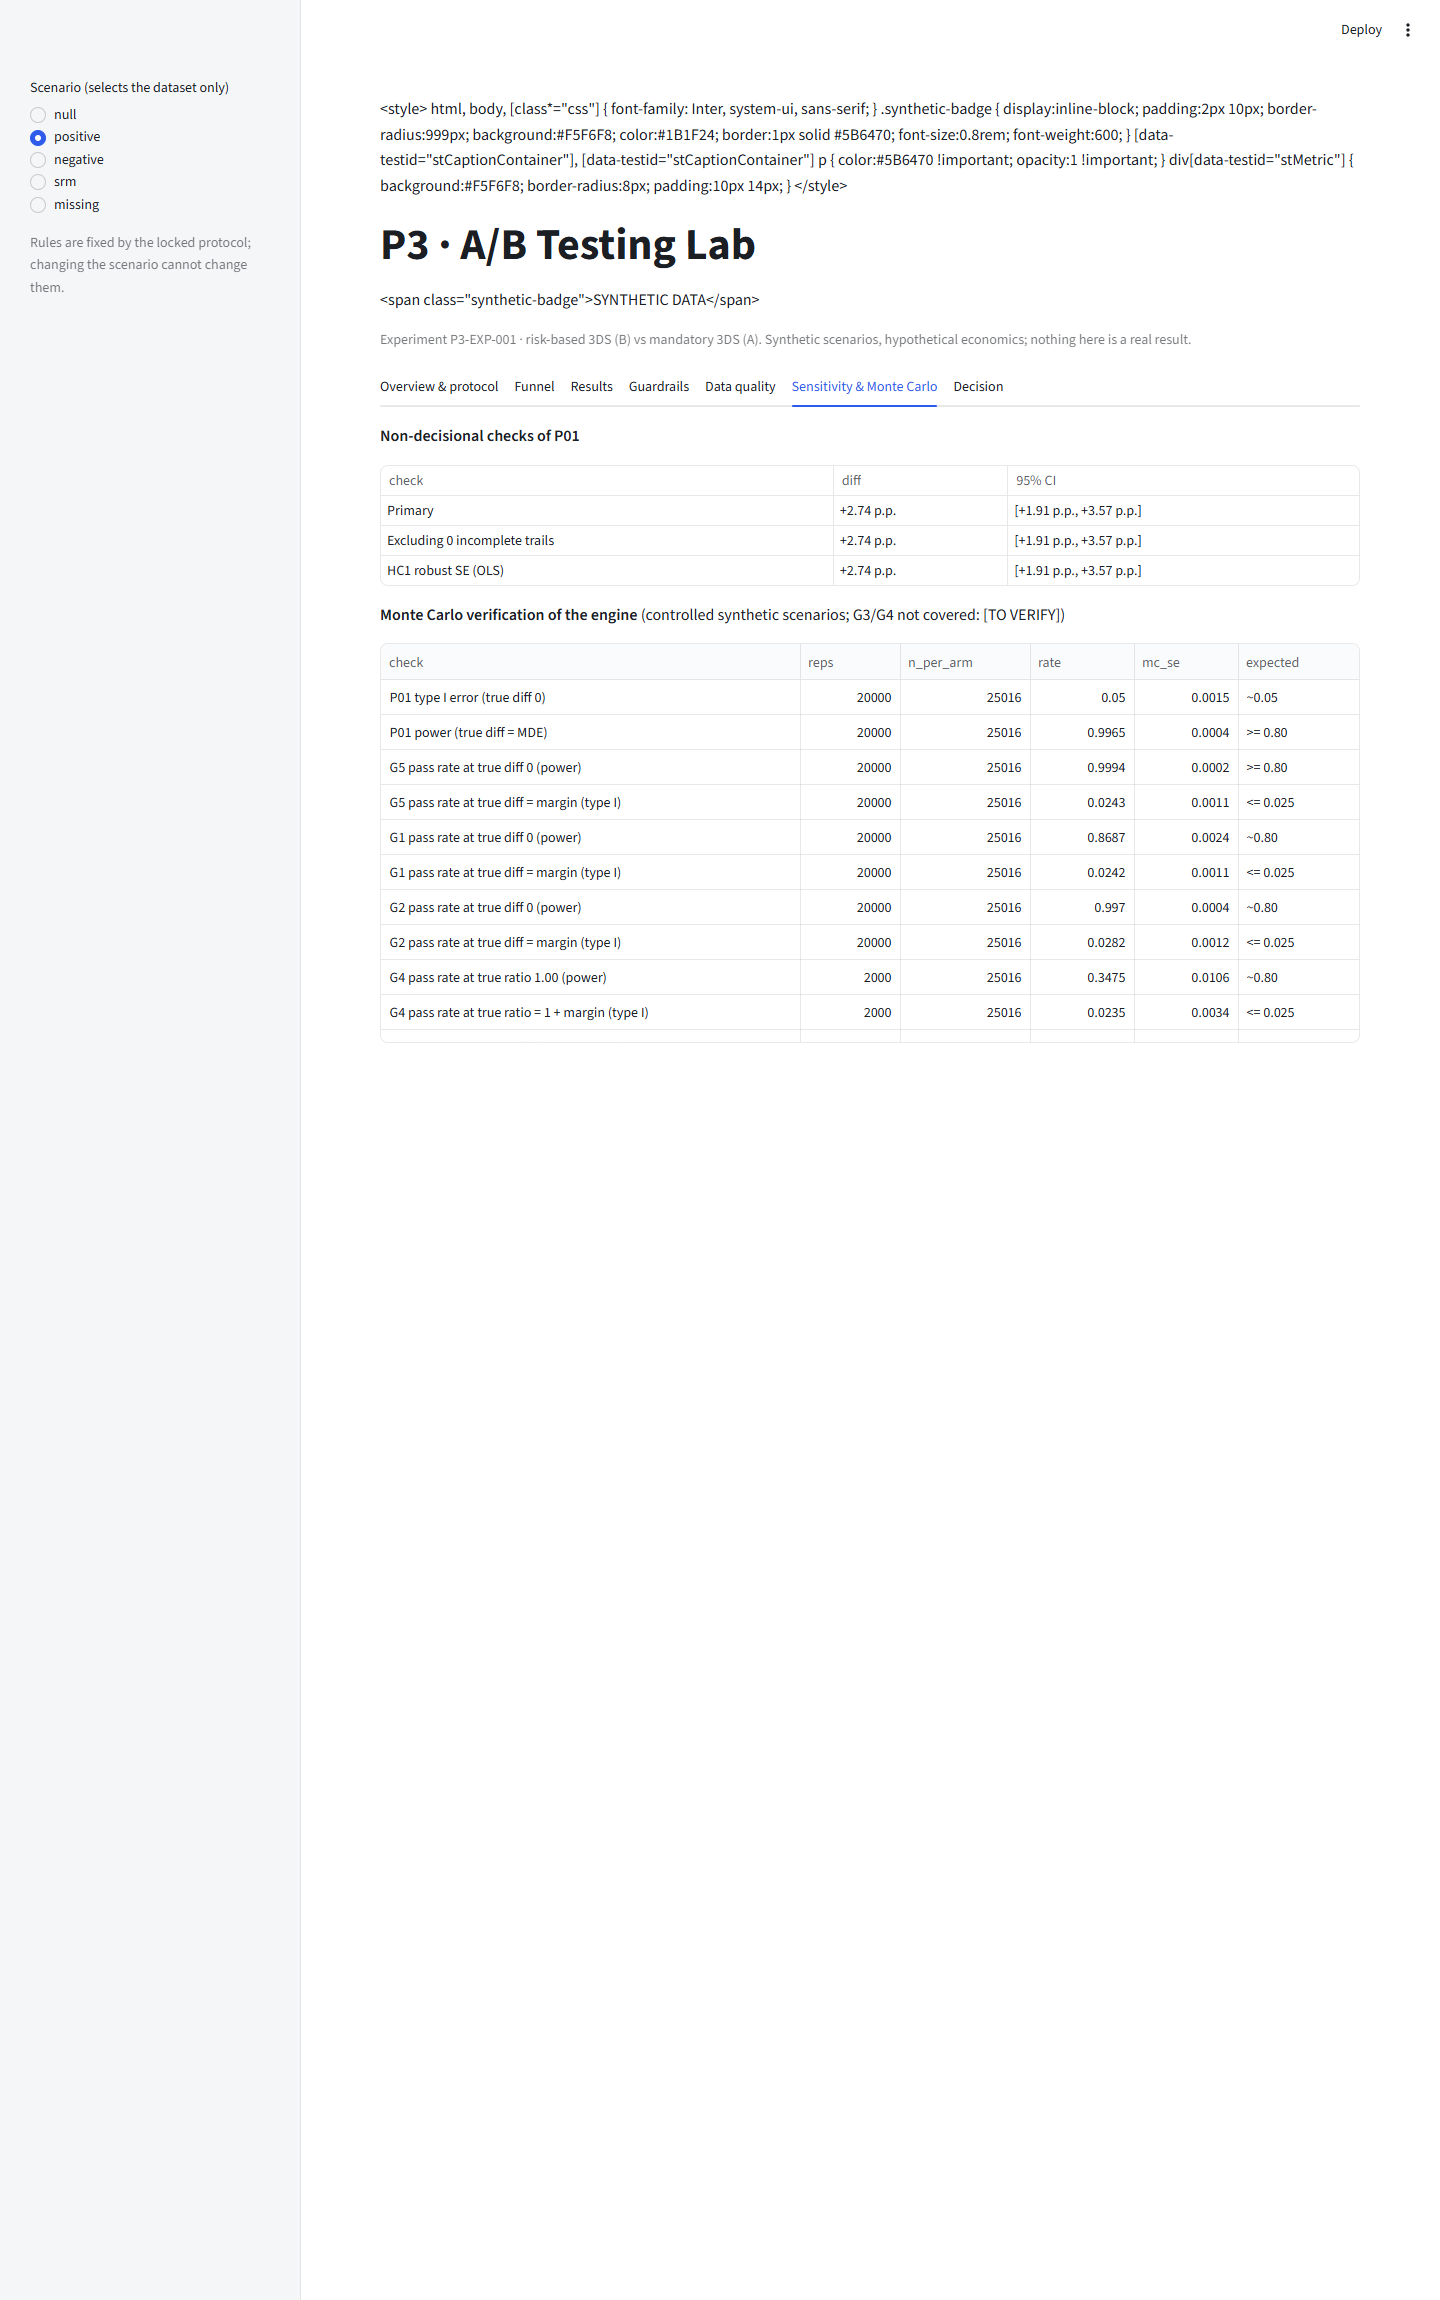 Deploy
Scenario (selects the dataset only)
null
positive
negative
srm
missing
Rules are fixed by the locked protocol;
changing the scenario cannot change
them.
<style> html, body, [class*="css"] { font-family: Inter, system-ui, sans-serif; } .synthetic-badge { display:inline-block; padding:2px 10px; border-
radius:999px; background:#F5F6F8; color:#1B1F24; border:1px solid #5B6470; font-size:0.8rem; font-weight:600; } [data-
testid="stCaptionContainer"], [data-testid="stCaptionContainer"] p { color:#5B6470 !important; opacity:1 !important; } div[data-testid="stMetric"] {
background:#F5F6F8; border-radius:8px; padding:10px 14px; } </style>
P3 · A/B Testing Lab
<span class="synthetic-badge">SYNTHETIC DATA</span>
Experiment P3-EXP-001 · risk-based 3DS (B) vs mandatory 3DS (A). Synthetic scenarios, hypothetical economics; nothing here is a real result.
Overview & protocol Funnel Results Guardrails Data quality Sensitivity & Monte Carlo Decision
Non-decisional checks of P01
check diff 95% CI
Primary +2.74 p.p. [+1.91 p.p., +3.57 p.p.]
Excluding 0 incomplete trails +2.74 p.p. [+1.91 p.p., +3.57 p.p.]
HC1 robust SE (OLS) +2.74 p.p. [+1.91 p.p., +3.57 p.p.]
Monte Carlo verification of the engine (controlled synthetic scenarios; G3/G4 not covered: [TO VERIFY])
check reps n_per_arm rate mc_se expected
P01 type I error (true diff 0) 20000 25016 0.05 0.0015 ~0.05
P01 power (true diff = MDE) 20000 25016 0.9965 0.0004 >= 0.80
G5 pass rate at true diff 0 (power) 20000 25016 0.9994 0.0002 >= 0.80
G5 pass rate at true diff = margin (type I) 20000 25016 0.0243 0.0011 <= 0.025
G1 pass rate at true diff 0 (power) 20000 25016 0.8687 0.0024 ~0.80
G1 pass rate at true diff = margin (type I) 20000 25016 0.0242 0.0011 <= 0.025
G2 pass rate at true diff 0 (power) 20000 25016 0.997 0.0004 ~0.80
G2 pass rate at true diff = margin (type I) 20000 25016 0.0282 0.0012 <= 0.025
G4 pass rate at true ratio 1.00 (power) 2000 25016 0.3475 0.0106 ~0.80
G4 pass rate at true ratio = 1 + margin (type I) 2000 25016 0.0235 0.0034 <= 0.025